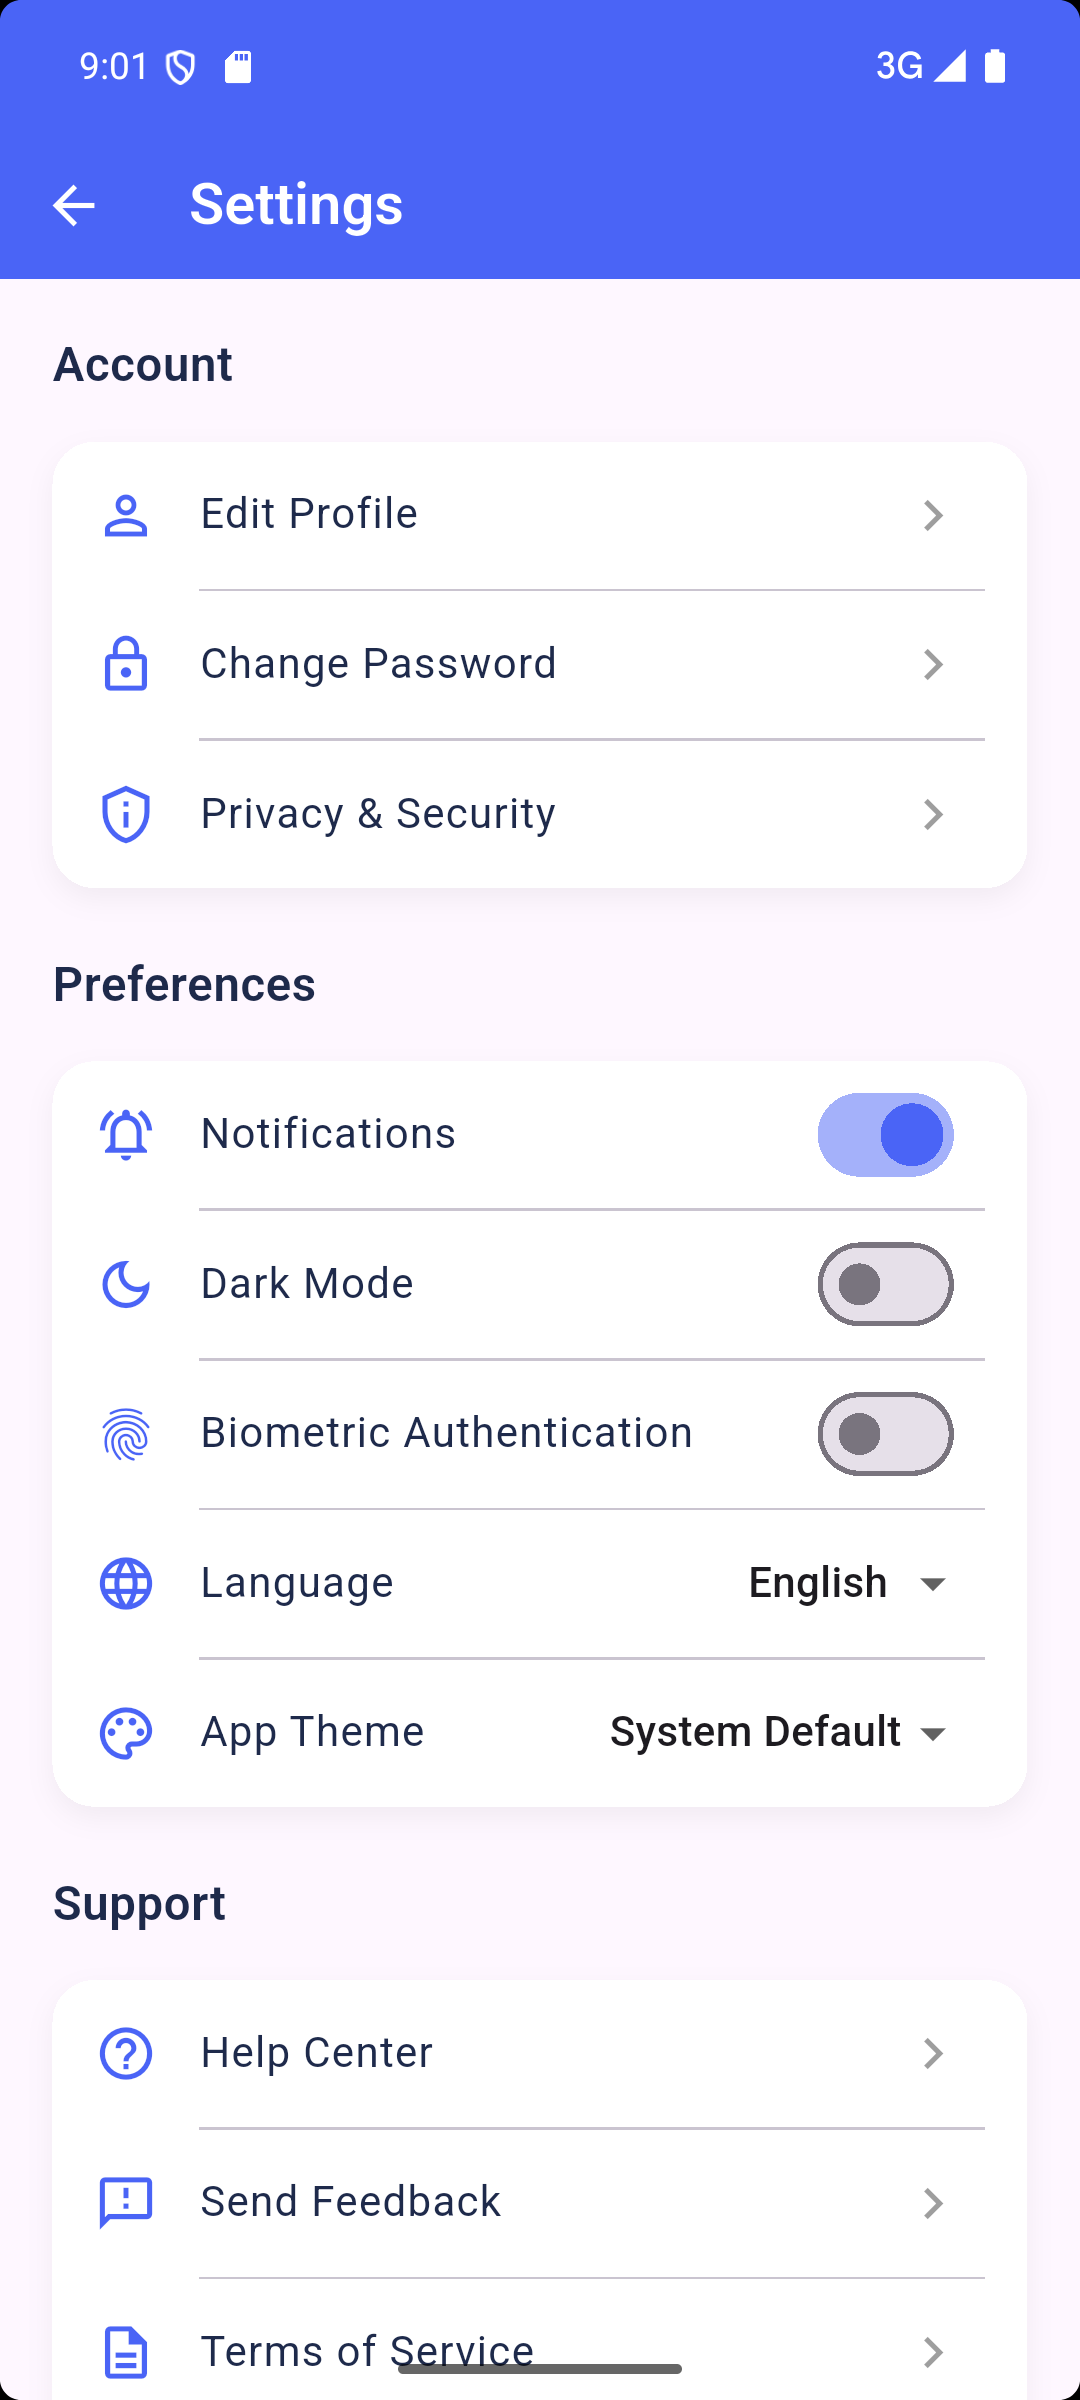 9:01
3G
Settings
Account
Edit Profile
Change Password
Privacy & Security
Preferences
Notifications
Dark Mode
Biometric Authentication
Language English
App Theme System Default
Support
Help Center
Send Feedback
Terms of Service